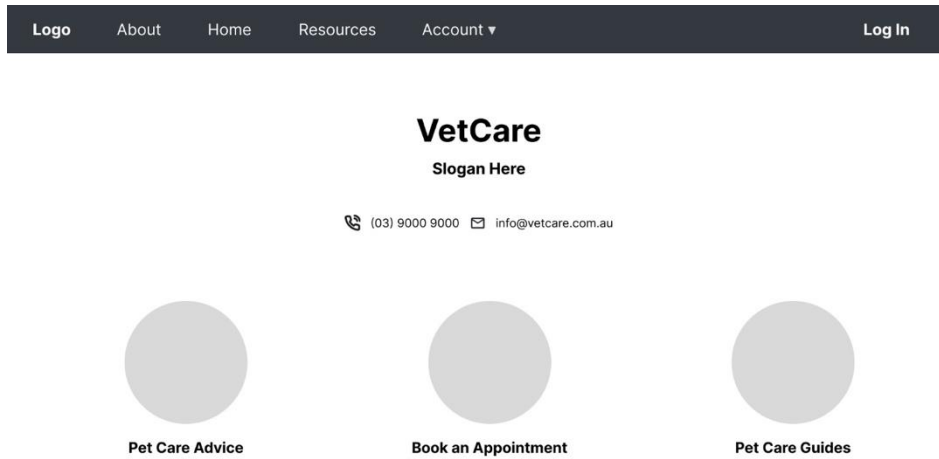 Logo About Home Resources Account ▾ Log In
VetCare
Slogan Here
(03) 9000 9000 info@vetcare.com.au
Pet Care Advice Book an Appointment Pet Care Guides